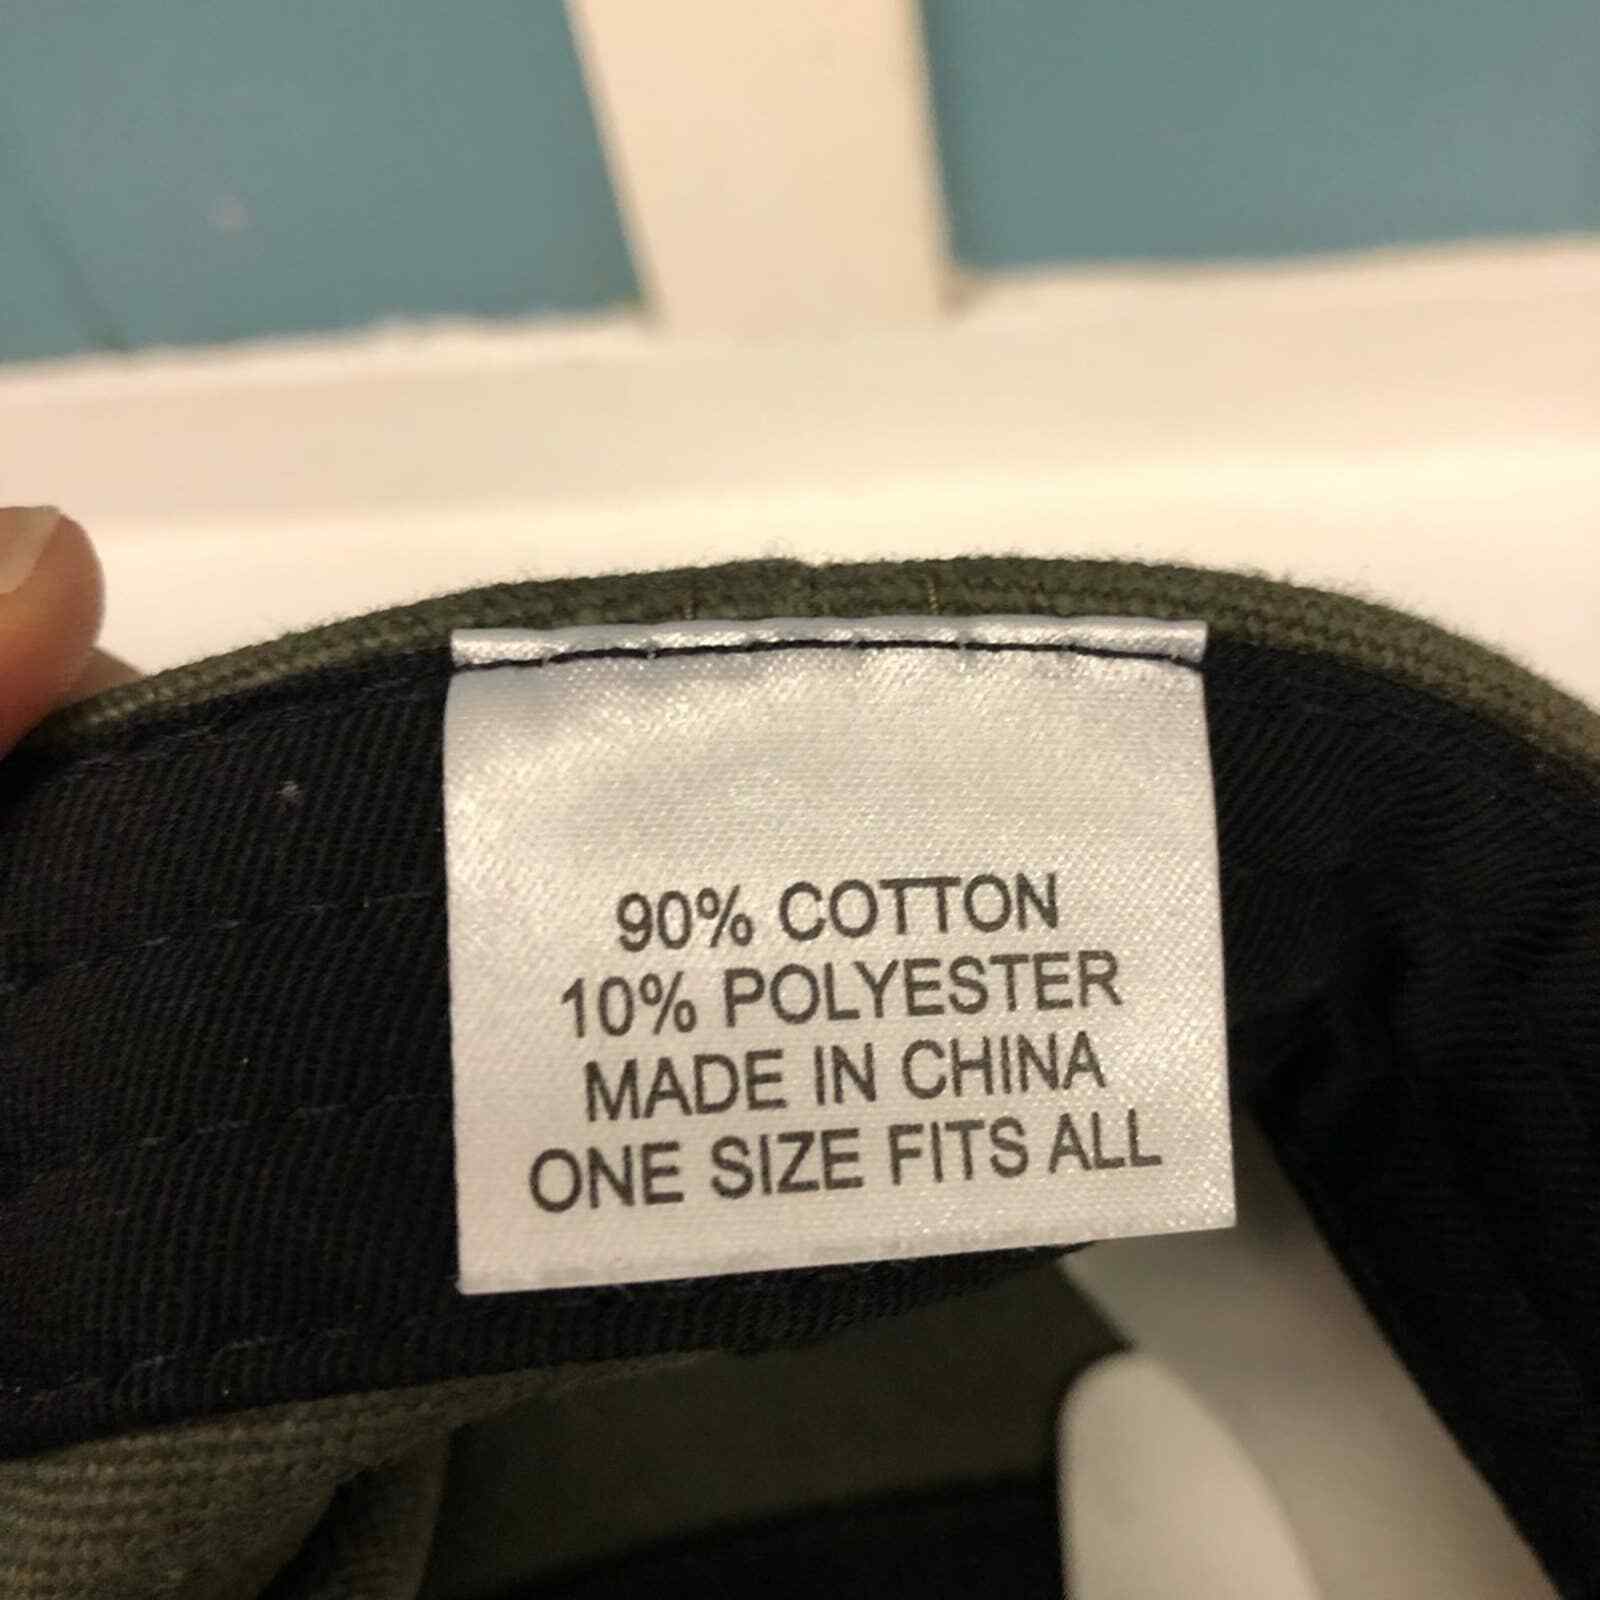 90% COTTON
10% POLYESTER
MADE IN CHINA
ONE SIZE FITS ALL